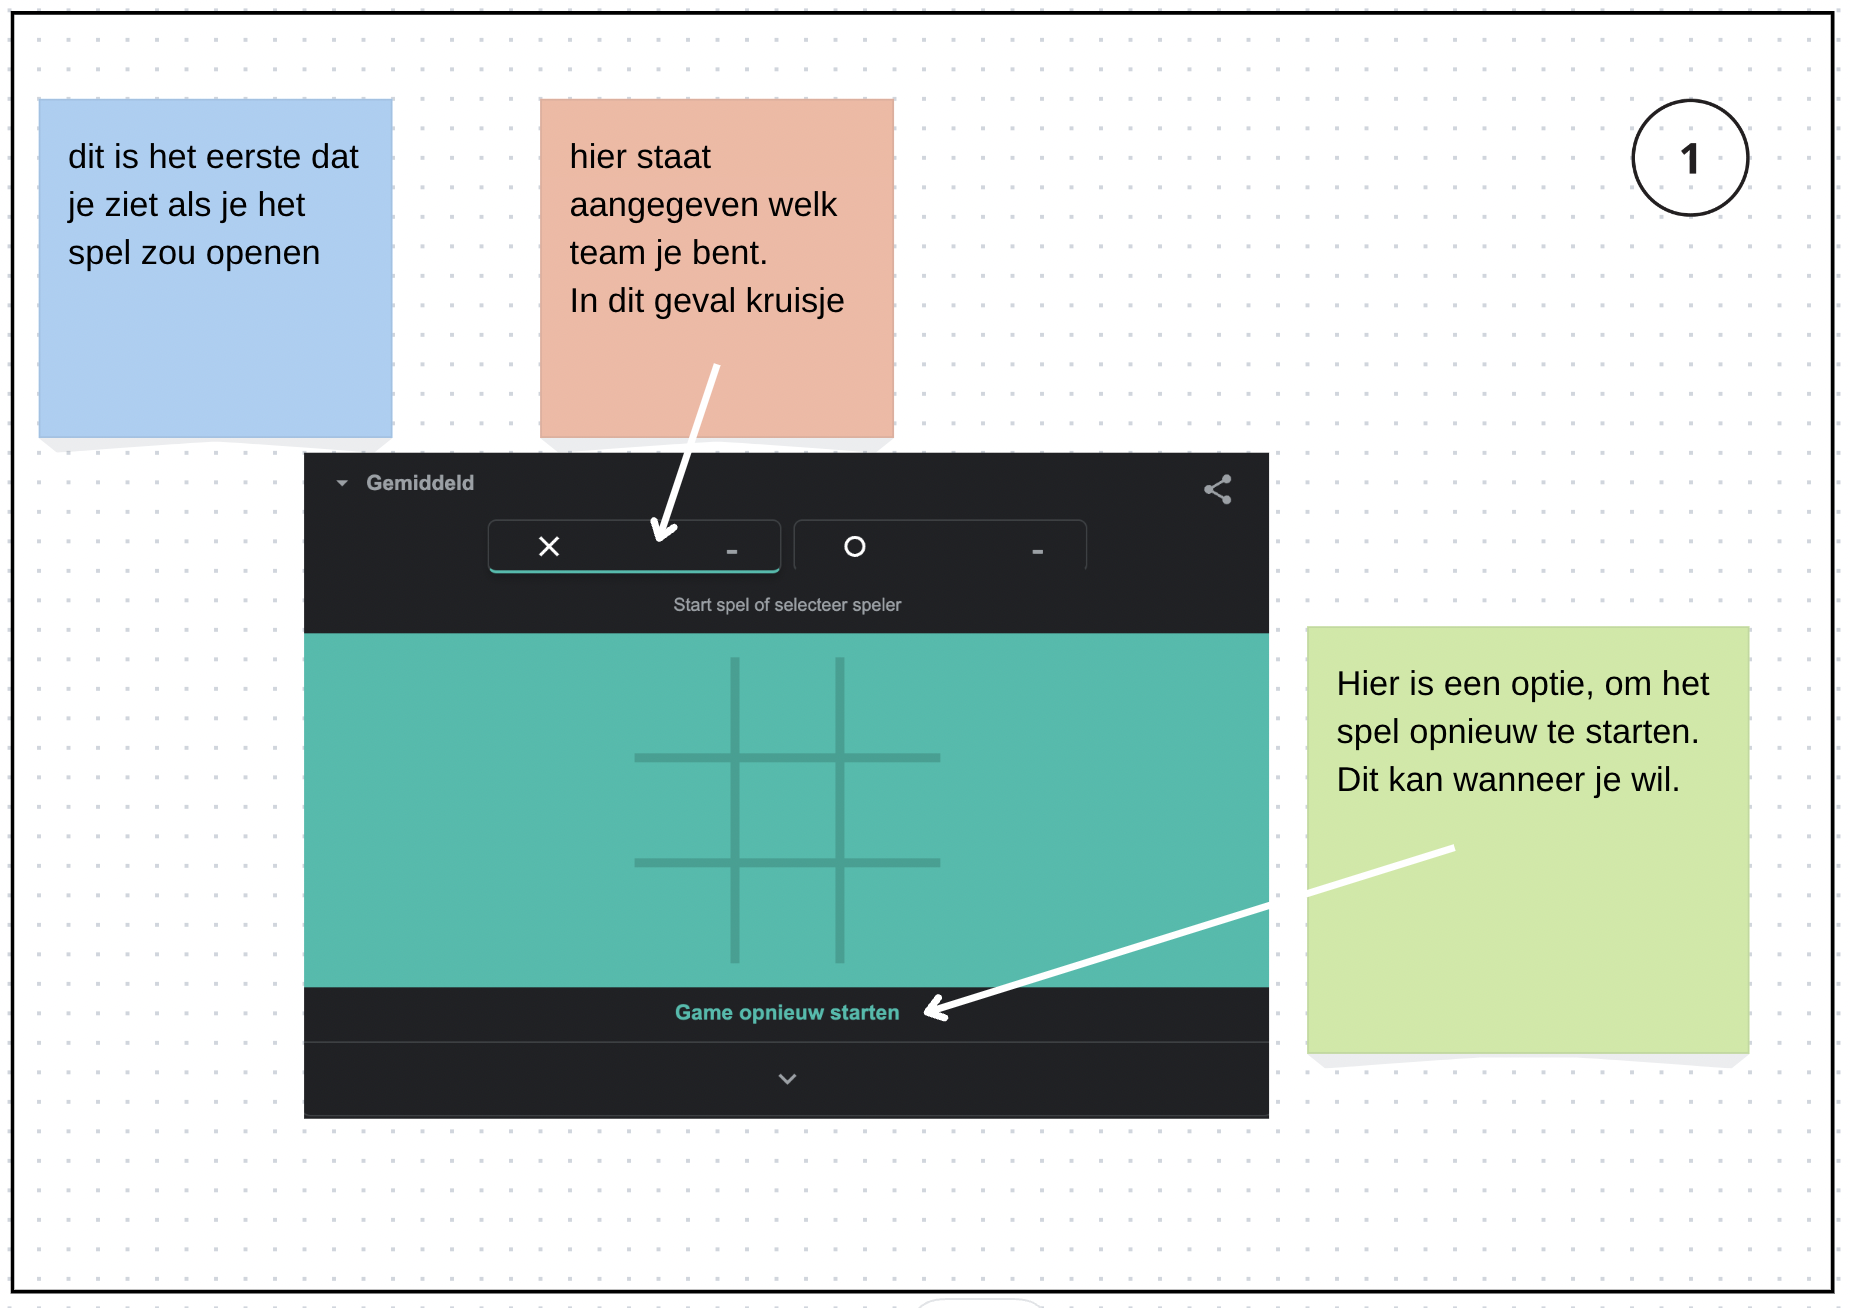 dit is het eerste dat
je ziet als je het
spel zou openen
hier staat
aangegeven welk
team je bent.
In dit geval kruisje
1
Gemiddeld
-
-
Start spel of selecteer speler
Hier is een optie, om het
spel opnieuw te starten.
Dit kan wanneer je wil.
Game opnieuw starten